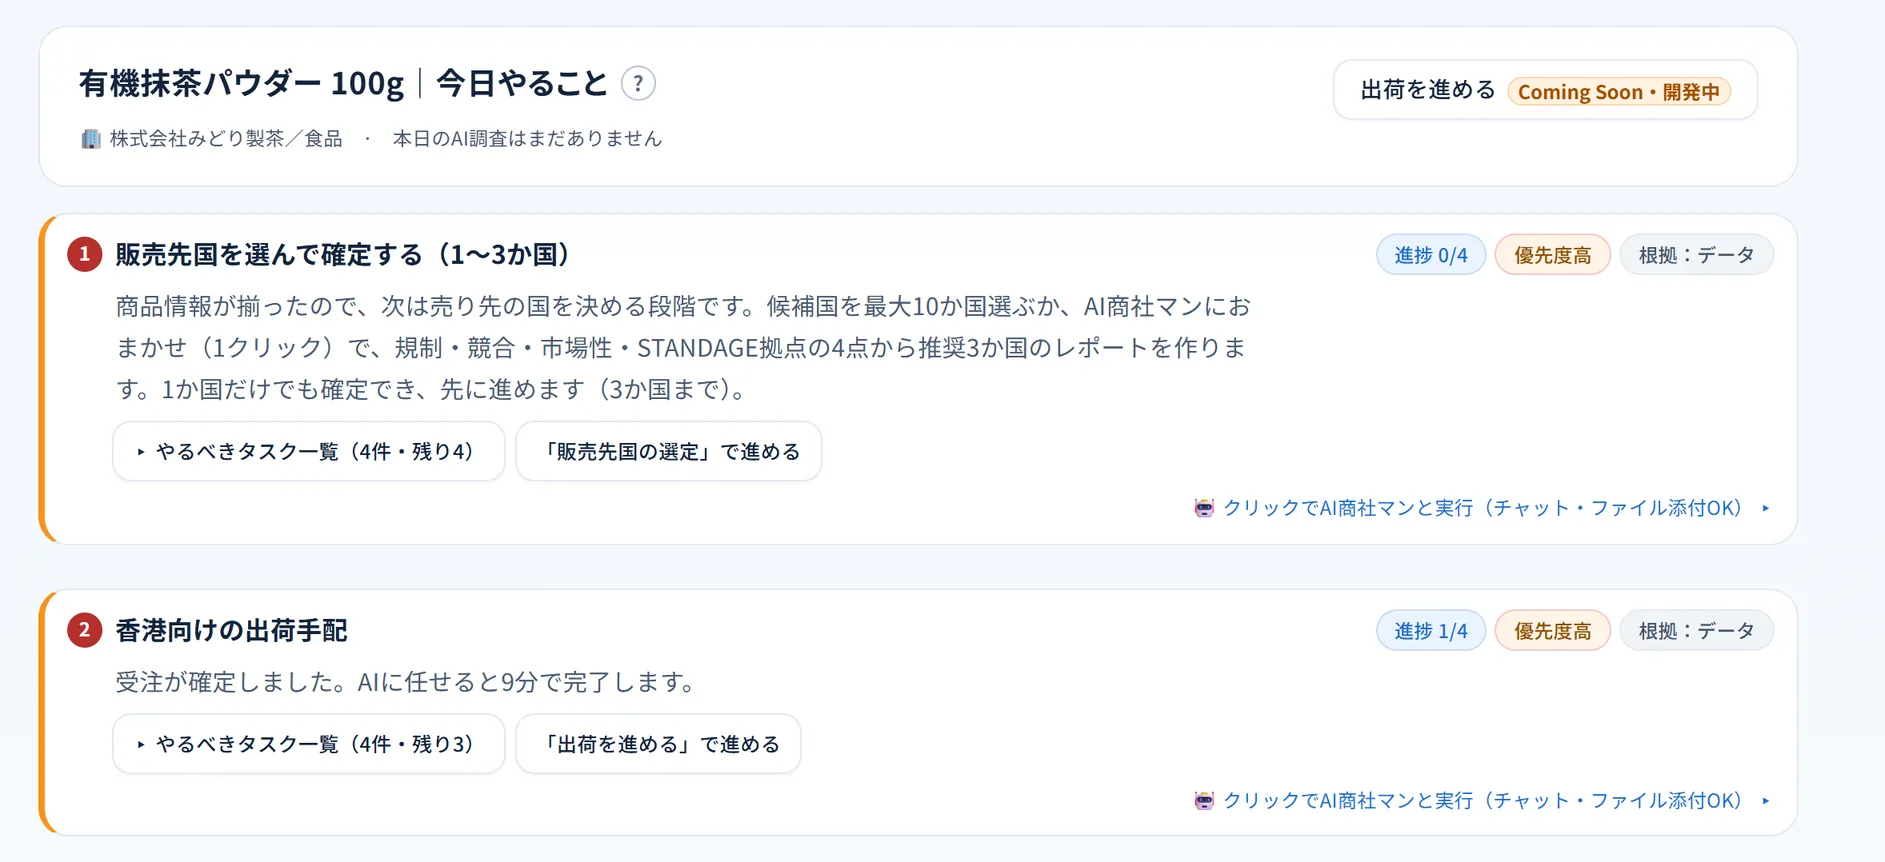 有機抹茶パウダー 100g｜今日やること ?
出荷を進める Coming Soon・開発中
株式会社みどり製茶／食品 · 本日のAI調査はまだありません
1 販売先国を選んで確定する（1〜3か国）
進捗 0/4 優先度高 根拠：データ
商品情報が揃ったので、次は売り先の国を決める段階です。候補国を最大10か国選ぶか、AI商社マンにお
まかせ（1クリック）で、規制・競合・市場性・STANDAGE拠点の4点から推奨3か国のレポートを作りま
す。1か国だけでも確定でき、先に進めます（3か国まで）。
▸ やるべきタスク一覧（4件・残り4） 「販売先国の選定」で進める
クリックでAI商社マンと実行（チャット・ファイル添付OK） ▸
2 香港向けの出荷手配
進捗 1/4 優先度高 根拠：データ
受注が確定しました。AIに任せると9分で完了します。
▸ やるべきタスク一覧（4件・残り3） 「出荷を進める」で進める
クリックでAI商社マンと実行（チャット・ファイル添付OK） ▸